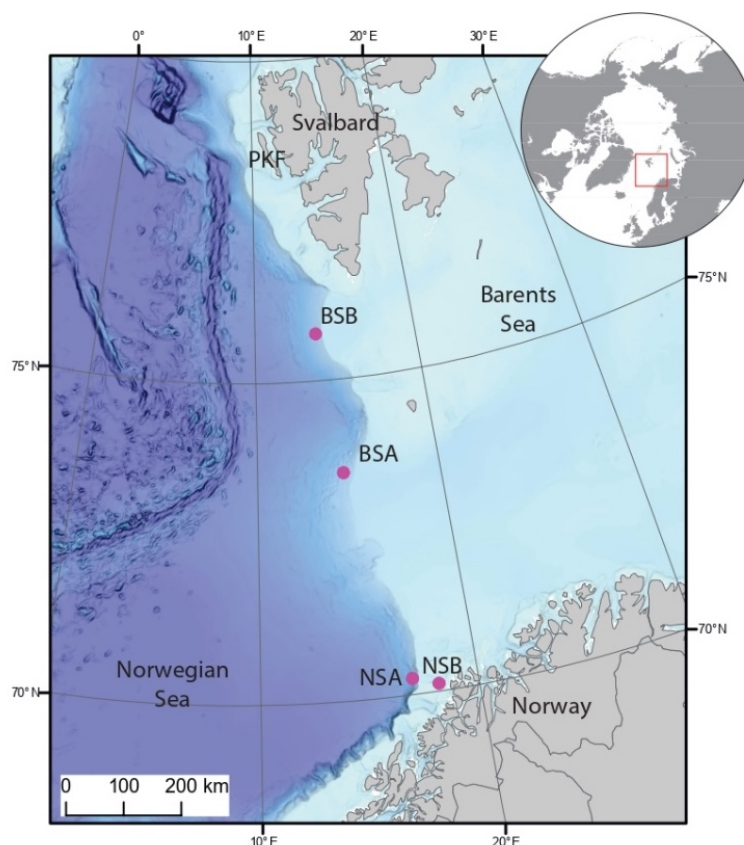 0°
10°E
20°E
30°E
Svalbard
PKF
75°N
Barents
Sea
BSB
75°N
BSA
70°N
NSA
NSB
Norwegian
Sea
70°N
Norway
0
100
200 km
10°E
20°E